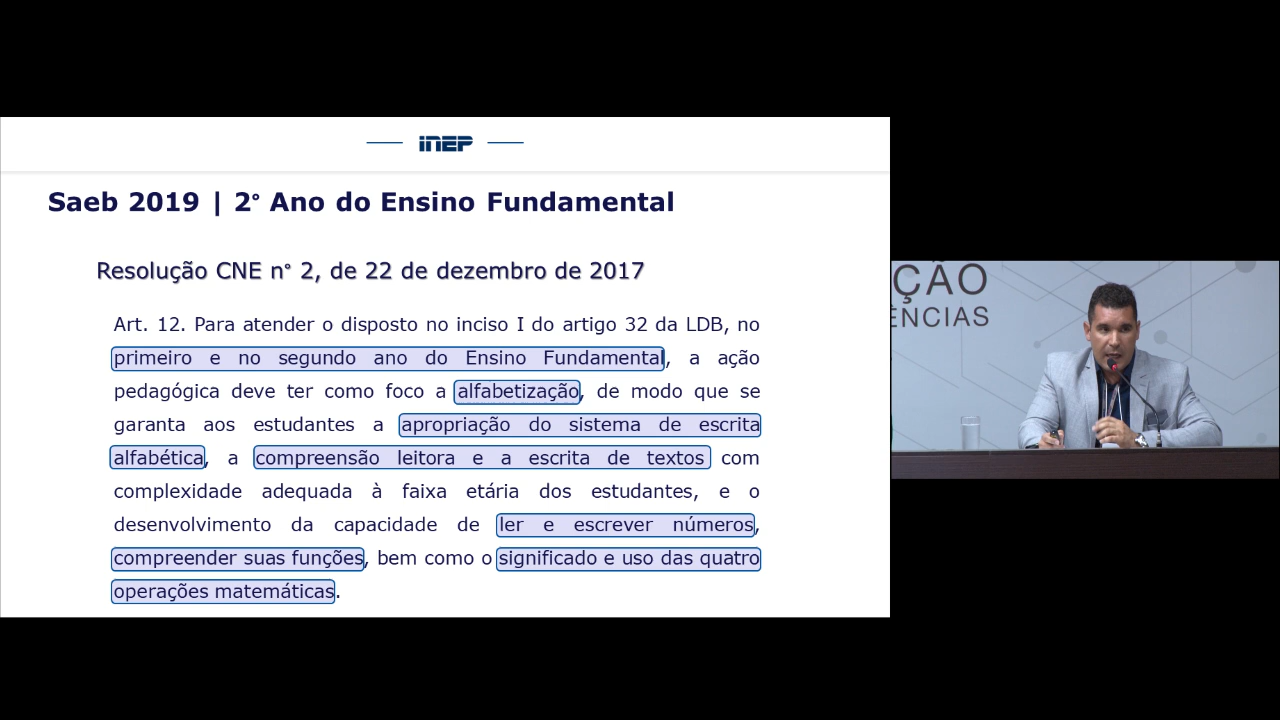 INEP
Saeb 2019 | 2° Ano do Ensino Fundamental
Resolução CNE n° 2, de 22 de dezembro de 2017
Art. 12. Para atender o disposto no inciso I do artigo 32 da LDB, no
primeiro e no segundo ano do Ensino Fundamental, a ação
pedagógica deve ter como foco a alfabetização, de modo que se
garanta aos estudantes a apropriação do sistema de escrita
alfabética, a compreensão leitora e a escrita de textos com
complexidade adequada à faixa etária dos estudantes, e o
desenvolvimento da capacidade de ler e escrever números,
compreender suas funções, bem como o significado e uso das quatro
operações matemáticas.
ÇÃO
ÊNCIAS